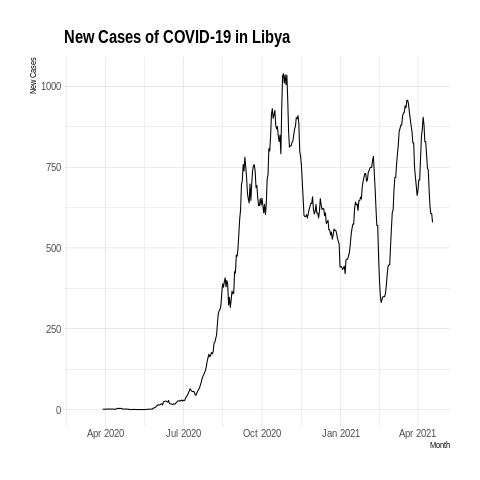 New Cases of COVID-19 in Libya
New Cases
1000
750
500
250
0
Apr 2020 Jul 2020 Oct 2020 Jan 2021 Apr 2021
Month